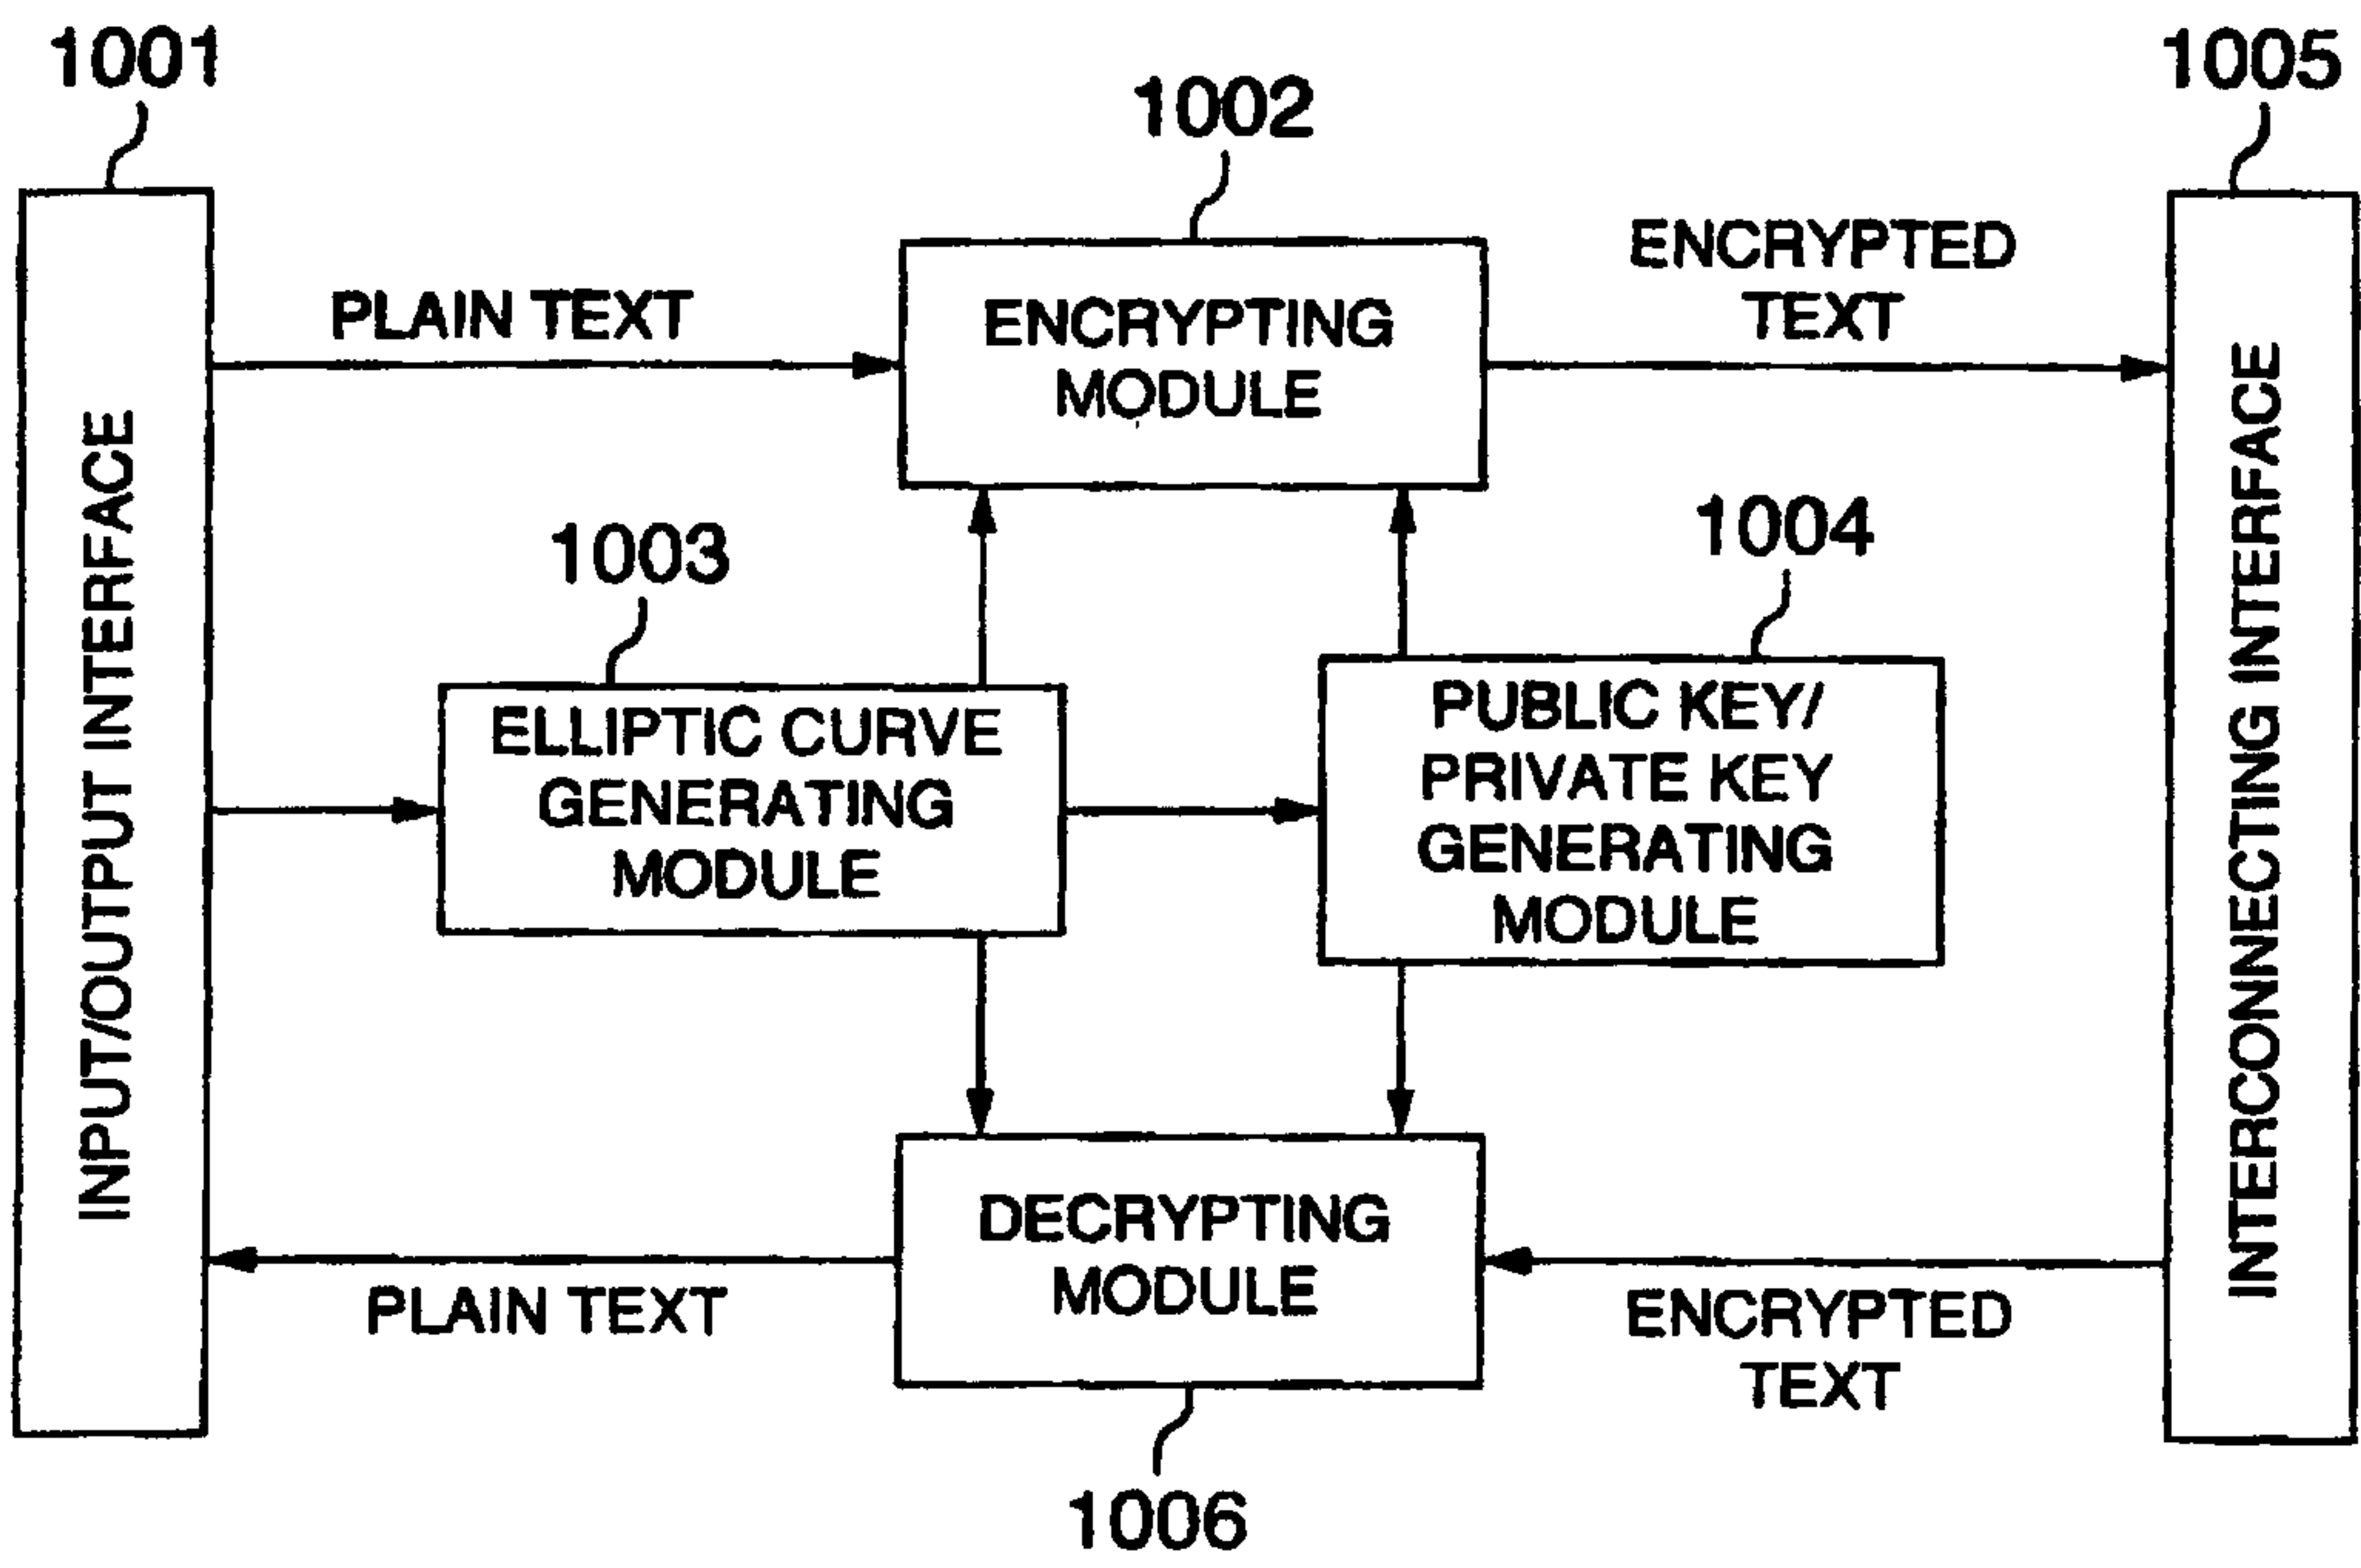 1001
1005
1002
ENCRYPTED
TEXT
PLAIN TEXT
ENCRYPTING
MODULE
INPUT/OUTPUT INTERFACE
INTERCONNECTING INTERFACE
1003
1004
ELLIPTIC CURVE
GENERATING
MODULE
PUBLIC KEY/
PRIVATE KEY
GENERATING
MODULE
DECRYPTING
MODULE
PLAIN TEXT
ENCRYPTED
TEXT
1006